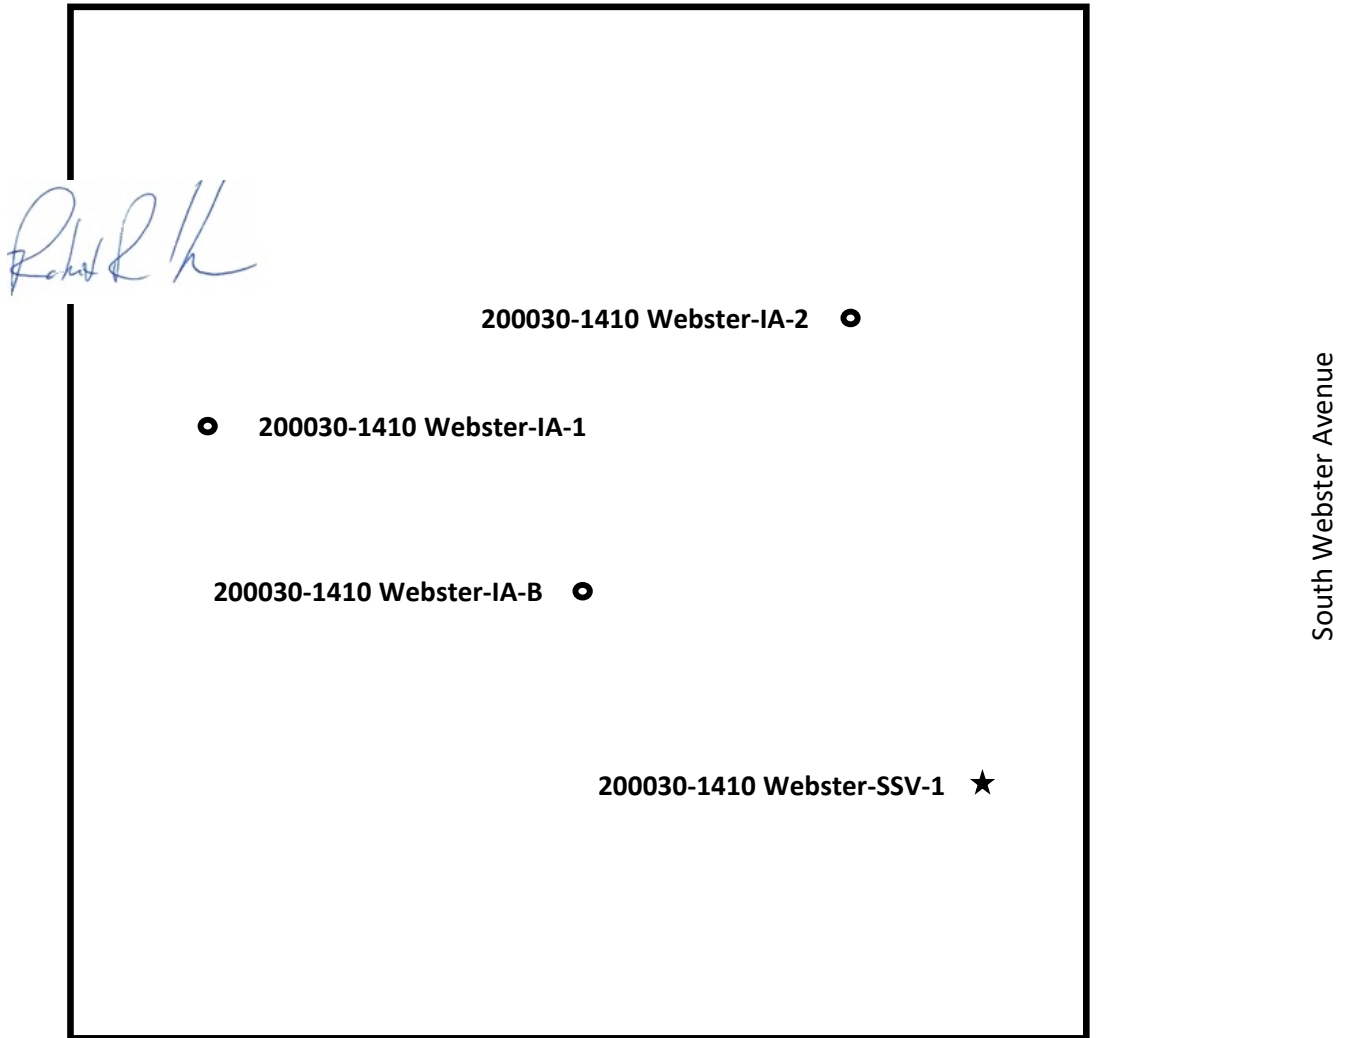 200030-1410 Webster-IA-2
200030-1410 Webster-IA-1
200030-1410 Webster-IA-B
200030-1410 Webster-SSV-1
South Webster Avenue